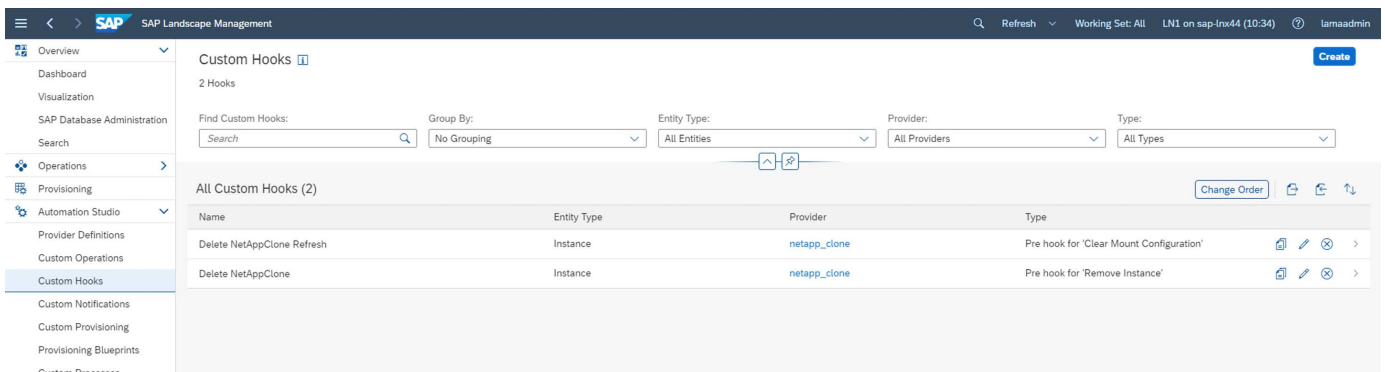 SAP SAP Landscape Management Refresh Working Set: All LN1 on sap-lnx44 (10:34) lamaadmin
Overview
Dashboard
Visualization
SAP Database Administration
Search
Operations
Provisioning
Automation Studio
Provider Definitions
Custom Operations
Custom Hooks
Custom Notifications
Custom Provisioning
Provisioning Blueprints
Custom Processes
Custom Hooks
Create
2 Hooks
Find Custom Hooks: Group By: Entity Type: Provider: Type:
Search No Grouping All Entities All Providers All Types
All Custom Hooks (2) Change Order
Name Entity Type Provider Type
Delete NetAppClone Refresh Instance netapp_clone Pre hook for 'Clear Mount Configuration'
Delete NetAppClone Instance netapp_clone Pre hook for 'Remove Instance'